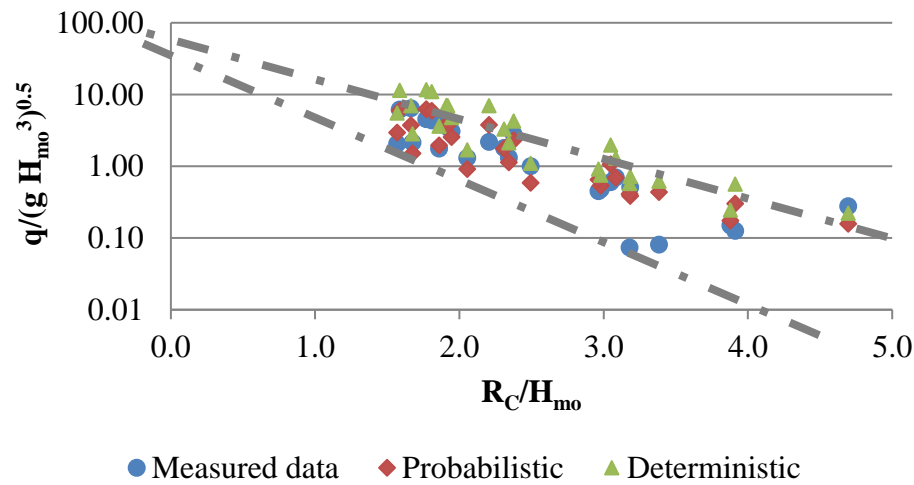 100.00
10.00
1.00
0.10
0.01
q/(g Hmo³)⁰·⁵
0.0 1.0 2.0 3.0 4.0 5.0
RC/Hmo
Measured data Probabilistic Deterministic